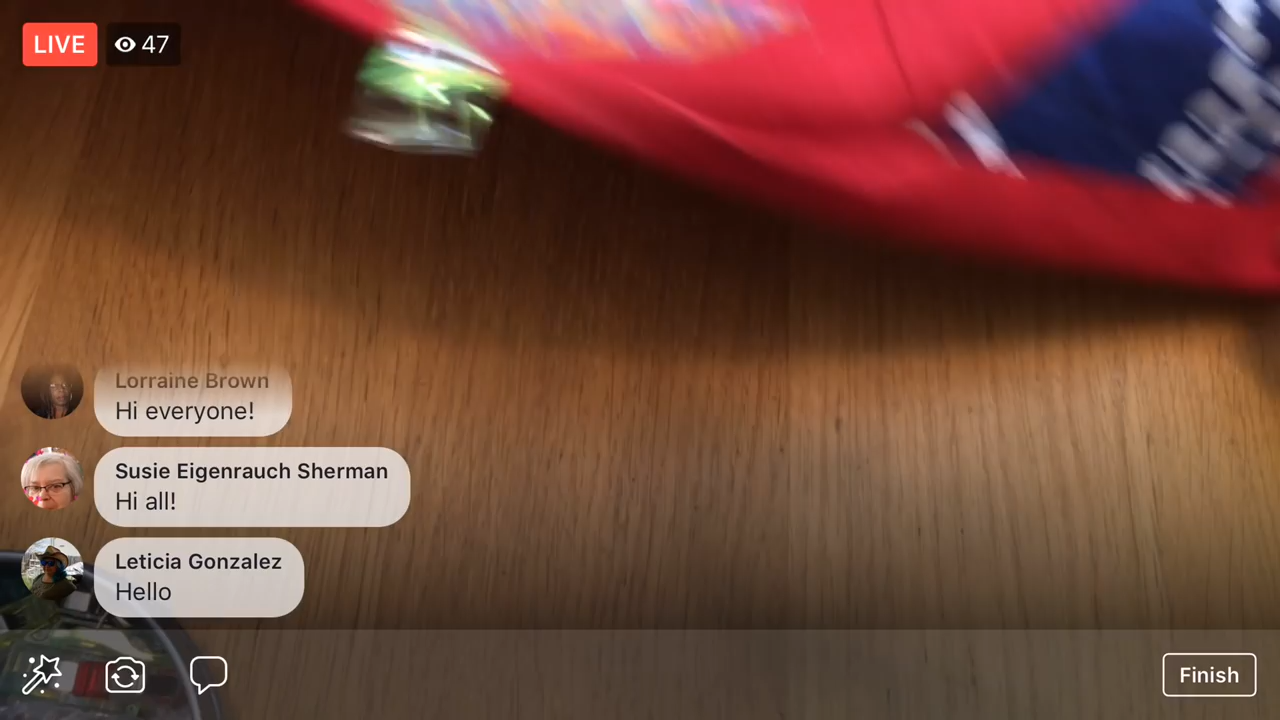 LIVE
47
Lorraine Brown
Hi everyone!
Susie Eigenrauch Sherman
Hi all!
Leticia Gonzalez
Hello
Finish